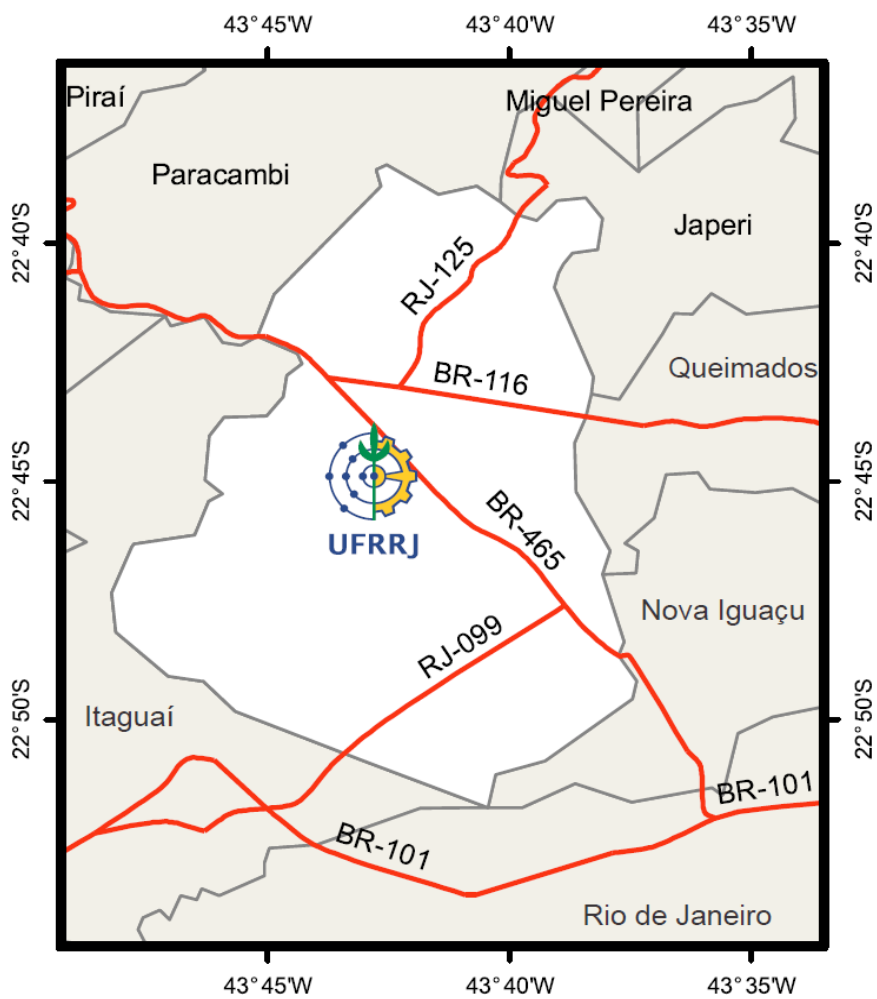 43°45'W 43°40'W 43°35'W
Piraí
Miguel Pereira
Paracambi
Japeri
22°40'S
22°40'S
RJ-125
BR-116
Queimados
22°45'S
22°45'S
BR-465
UFRRJ
Nova Iguaçu
RJ-099
Itaguaí
22°50'S
22°50'S
BR-101
BR-101
Rio de Janeiro
43°45'W 43°40'W 43°35'W